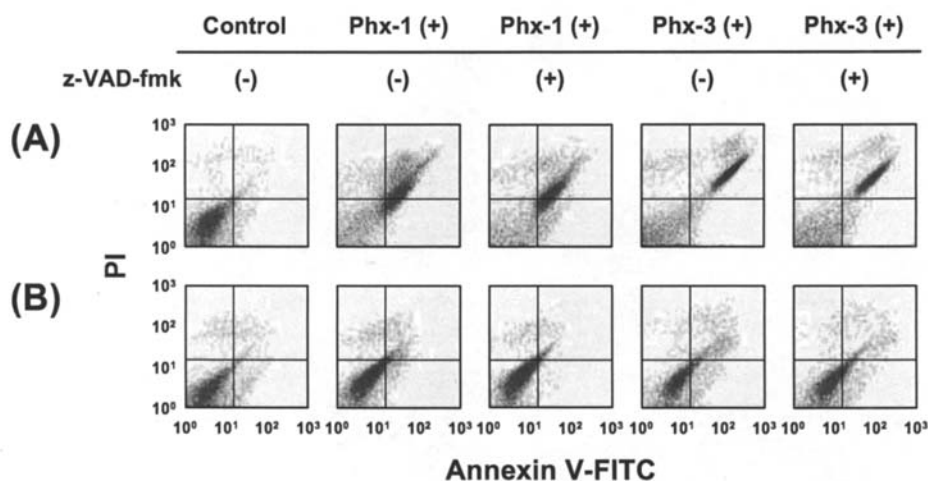 Control Phx-1 (+) Phx-1 (+) Phx-3 (+) Phx-3 (+)
z-VAD-fmk (-) (-) (+) (-) (+)
(A)
10³
10²
10¹
10⁰
PI
(B)
10³
10²
10¹
10⁰
10⁰ 10¹ 10² 10³ 10⁰ 10¹ 10² 10³ 10⁰ 10¹ 10² 10³ 10⁰ 10¹ 10² 10³ 10⁰ 10¹ 10² 10³
Annexin V-FITC